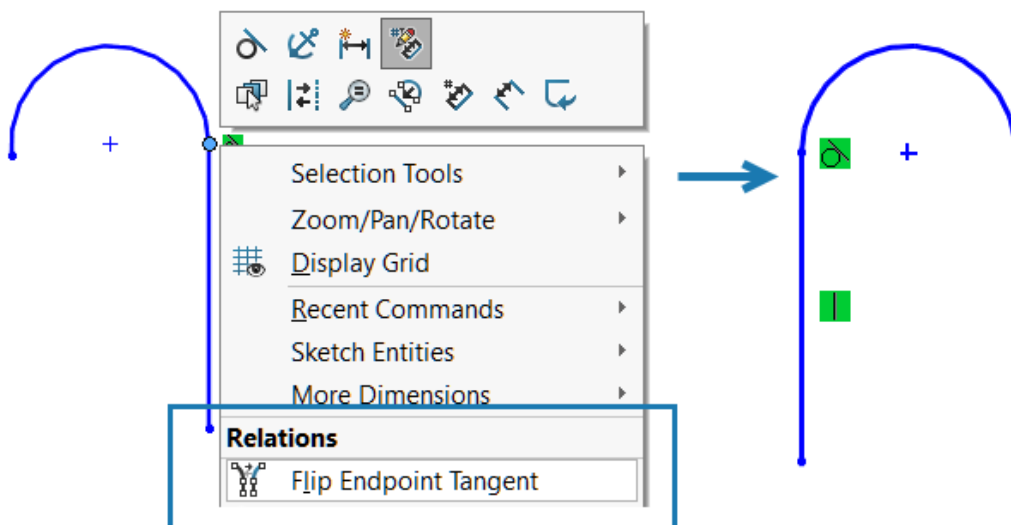 Selection Tools
Zoom/Pan/Rotate
Display Grid
Recent Commands
Sketch Entities
More Dimensions
Relations
Flip Endpoint Tangent